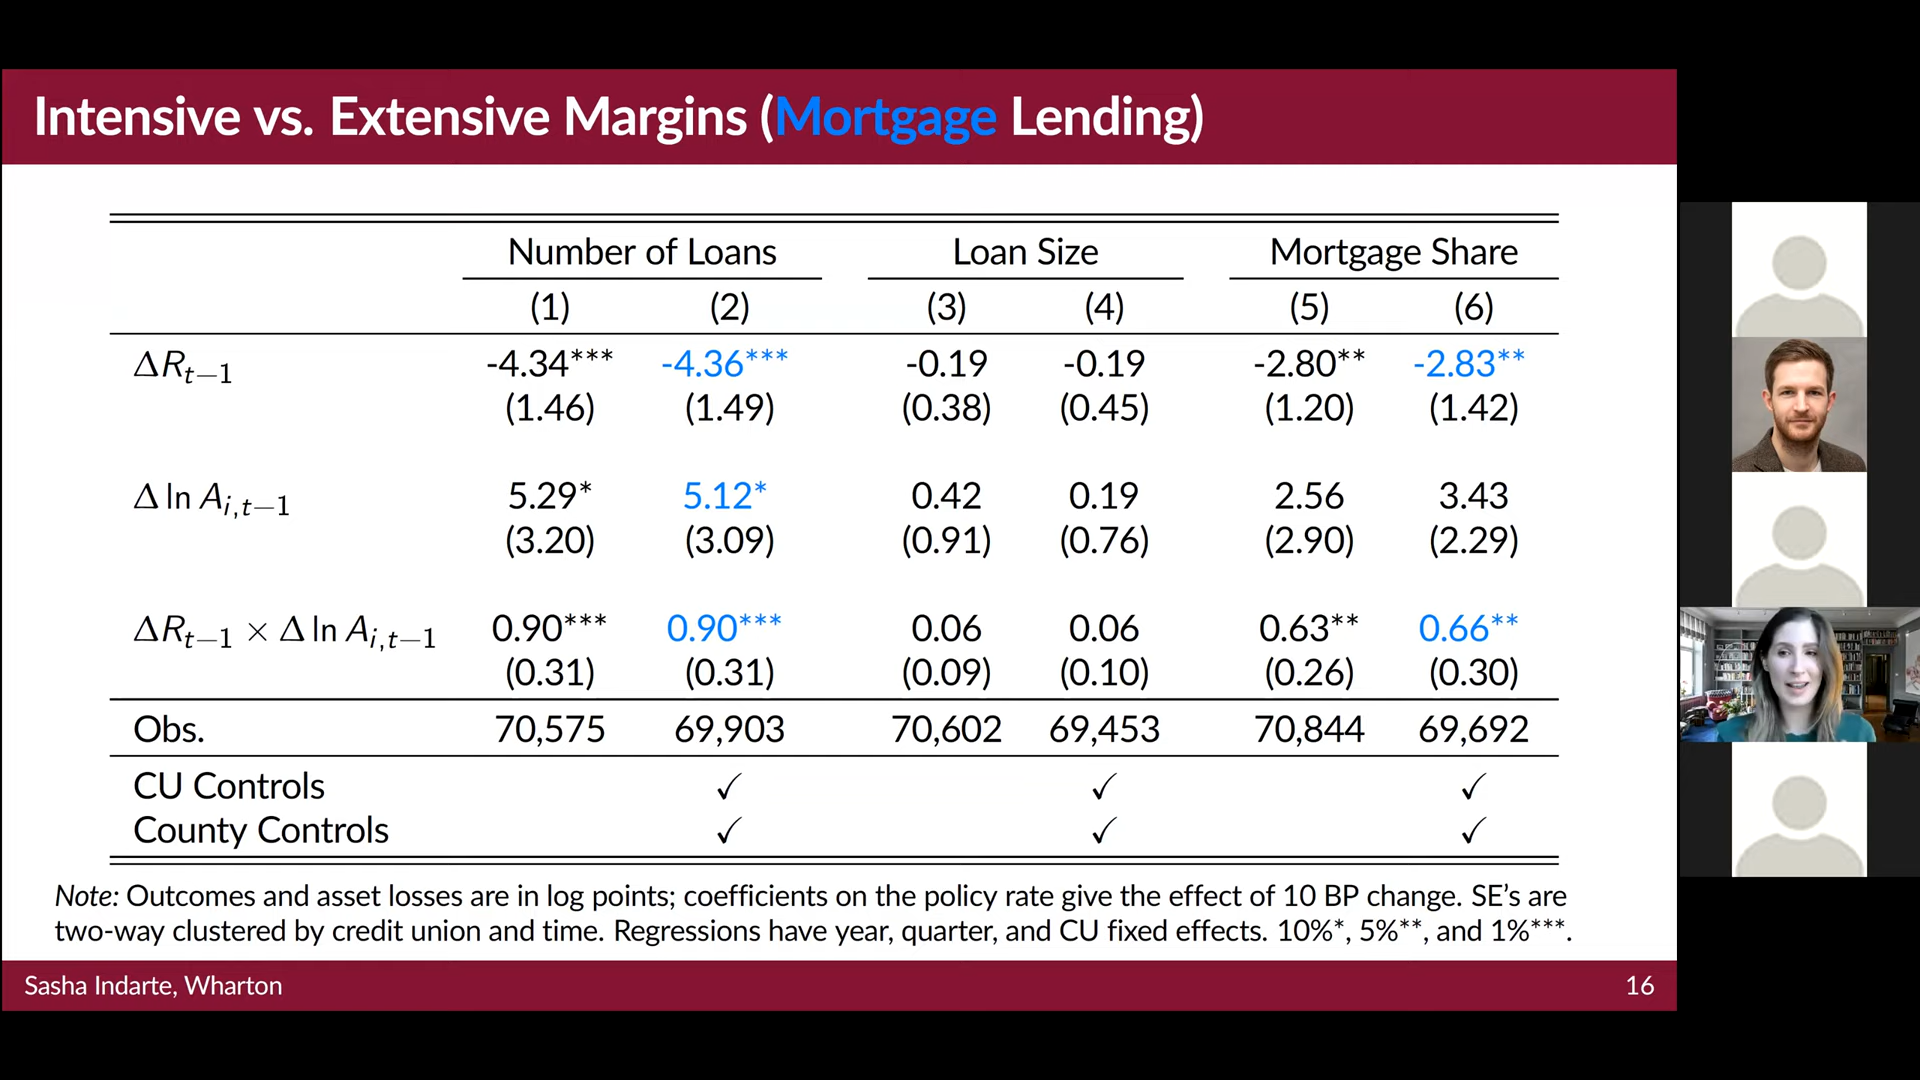 Intensive vs. Extensive Margins (Mortgage Lending)
Number of Loans Loan Size Mortgage Share
(1) (2) (3) (4) (5) (6)
ΔR_{t−1} -4.34*** -4.36*** -0.19 -0.19 -2.80** -2.83**
(1.46) (1.49) (0.38) (0.45) (1.20) (1.42)
Δ ln A_{i,t−1} 5.29* 5.12* 0.42 0.19 2.56 3.43
(3.20) (3.09) (0.91) (0.76) (2.90) (2.29)
ΔR_{t−1} × Δ ln A_{i,t−1} 0.90*** 0.90*** 0.06 0.06 0.63** 0.66**
(0.31) (0.31) (0.09) (0.10) (0.26) (0.30)
Obs. 70,575 69,903 70,602 69,453 70,844 69,692
CU Controls ✓ ✓ ✓
County Controls ✓ ✓ ✓
Note: Outcomes and asset losses are in log points; coefficients on the policy rate give the effect of 10 BP change. SE’s are
two-way clustered by credit union and time. Regressions have year, quarter, and CU fixed effects. 10%*, 5%**, and 1%***.
Sasha Indarte, Wharton 16